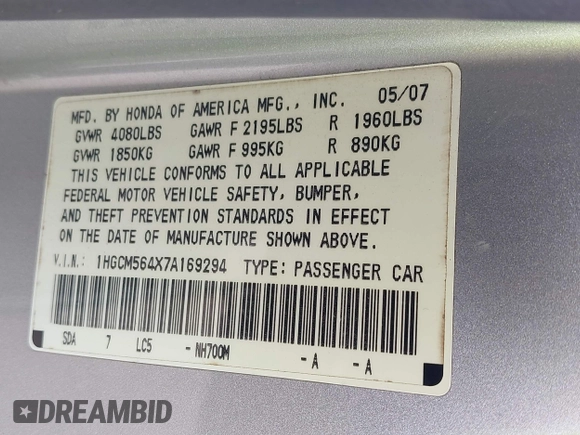 MFD. BY HONDA OF AMERICA MFG., INC. 05/07
GVWR 4080LBS GAWR F 2195LBS R 1960LBS
GVWR 1850KG GAWR F 995KG R 890KG
THIS VEHICLE CONFORMS TO ALL APPLICABLE
FEDERAL MOTOR VEHICLE SAFETY, BUMPER,
AND THEFT PREVENTION STANDARDS IN EFFECT
ON THE DATE OF MANUFACTURE SHOWN ABOVE.
V.I.N.: 1HGCM564X7A169294 TYPE: PASSENGER CAR
SDA 7 LC5 - NH700M -A -A
DREAMBID